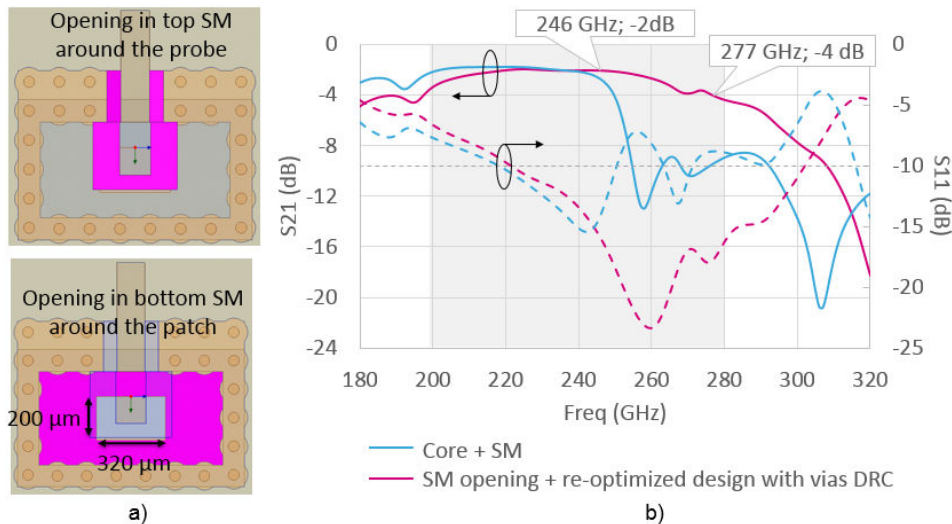 Opening in top SM
around the probe
Opening in bottom SM
around the patch
200 µm
320 µm
a)
246 GHz; -2dB
277 GHz; -4 dB
0
-4
-8
-12
-16
-20
-24
S21 (dB)
0
-5
-10
-15
-20
-25
S11 (dB)
180 200 220 240 260 280 300 320
Freq (GHz)
Core + SM
SM opening + re-optimized design with vias DRC
b)